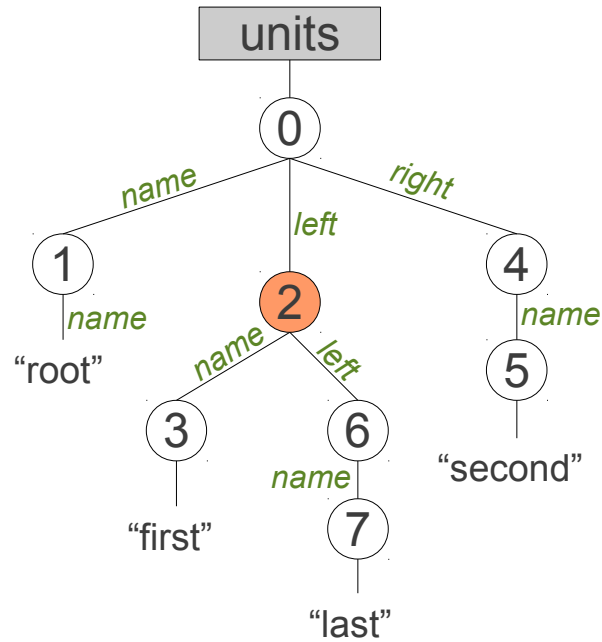 units
0
name
left
right
1
name
"root"
2
4
name
5
"second"
name
left
3
"first"
6
name
7
"last"